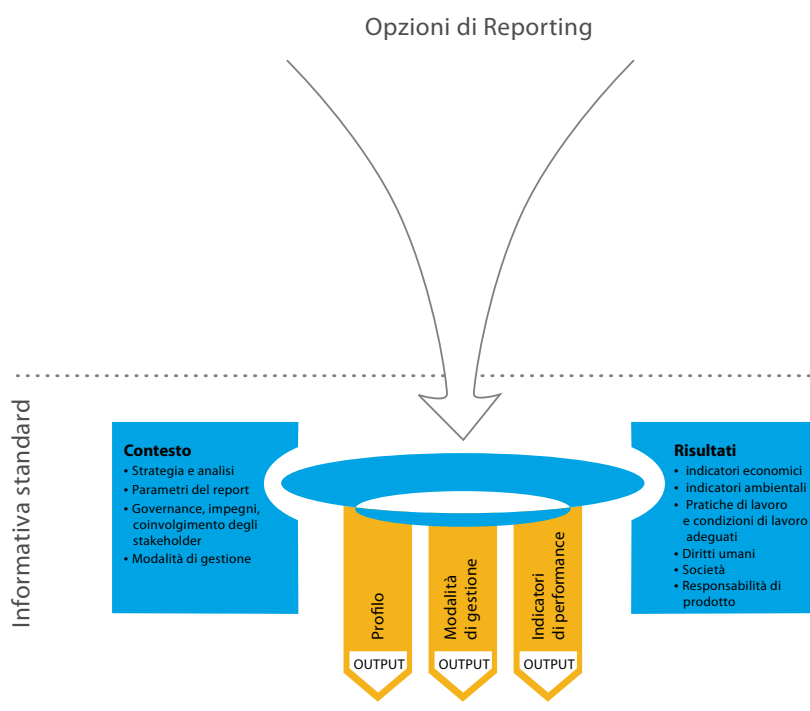 Opzioni di Reporting
Informativa standard
Contesto
• Strategia e analisi
• Parametri del report
• Governance, impegni,
coinvolgimento degli
stakeholder
• Modalità di gestione
Profilo
Modalità
di gestione
Indicatori
di performance
OUTPUT
OUTPUT
OUTPUT
Risultati
• indicatori economici
• indicatori ambientali
• Pratiche di lavoro
e condizioni di lavoro
adeguati
• Diritti umani
• Società
• Responsabilità di
prodotto